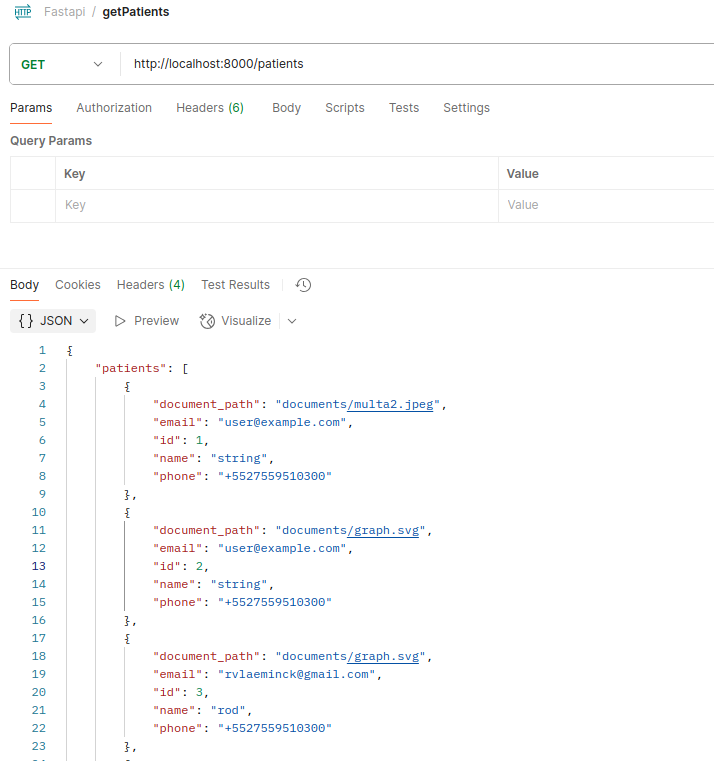 HTTP Fastapi / getPatients
GET http://localhost:8000/patients
Params Authorization Headers (6) Body Scripts Tests Settings
Query Params
Key Value
Key Value
Body Cookies Headers (4) Test Results
{ } JSON Preview Visualize
1 {
2 "patients": [
3 {
4 "document_path": "documents/multa2.jpeg",
5 "email": "user@example.com",
6 "id": 1,
7 "name": "string",
8 "phone": "+5527559510300"
9 },
10 {
11 "document_path": "documents/graph.svg",
12 "email": "user@example.com",
13 "id": 2,
14 "name": "string",
15 "phone": "+5527559510300"
16 },
17 {
18 "document_path": "documents/graph.svg",
19 "email": "rvlaeminck@gmail.com",
20 "id": 3,
21 "name": "rod",
22 "phone": "+5527559510300"
23 },